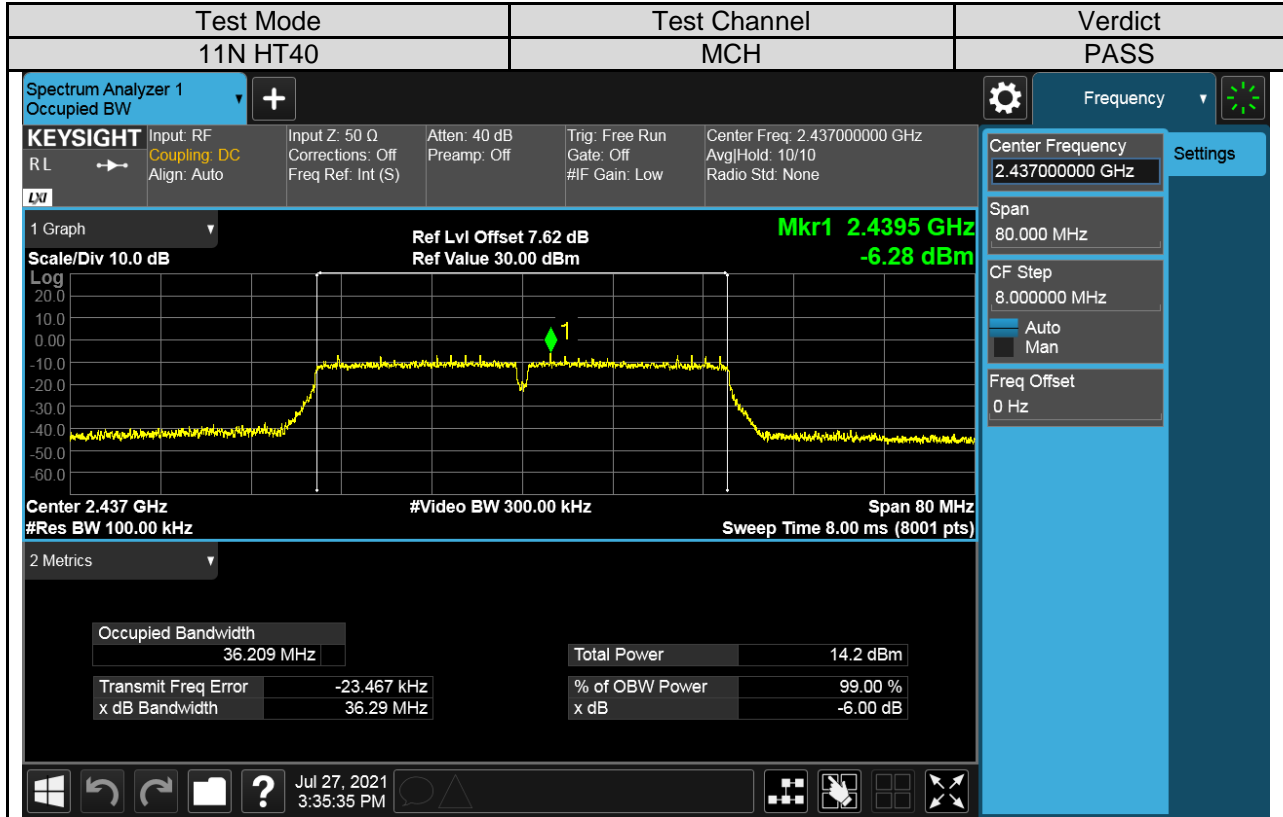 Test Mode Test Channel Verdict
11N HT40 MCH PASS
Spectrum Analyzer 1
Occupied BW
+
Frequency
KEYSIGHT
R L
LXI
Input: RF
Coupling: DC
Align: Auto
Input Z: 50 Ω
Corrections: Off
Freq Ref: Int (S)
Atten: 40 dB
Preamp: Off
Trig: Free Run
Gate: Off
#IF Gain: Low
Center Freq: 2.437000000 GHz
Avg|Hold: 10/10
Radio Std: None
Center Frequency
2.437000000 GHz
Settings
Span
80.000 MHz
CF Step
8.000000 MHz
Auto
Man
Freq Offset
0 Hz
1 Graph
Scale/Div 10.0 dB
Ref Lvl Offset 7.62 dB
Ref Value 30.00 dBm
Mkr1 2.4395 GHz
-6.28 dBm
Log
20.0
10.0
0.00
-10.0
-20.0
-30.0
-40.0
-50.0
-60.0
1
Center 2.437 GHz
#Res BW 100.00 kHz
#Video BW 300.00 kHz
Span 80 MHz
Sweep Time 8.00 ms (8001 pts)
2 Metrics
Occupied Bandwidth
36.209 MHz
Transmit Freq Error -23.467 kHz
x dB Bandwidth 36.29 MHz
Total Power 14.2 dBm
% of OBW Power 99.00 %
x dB -6.00 dB
?
Jul 27, 2021
3:35:35 PM